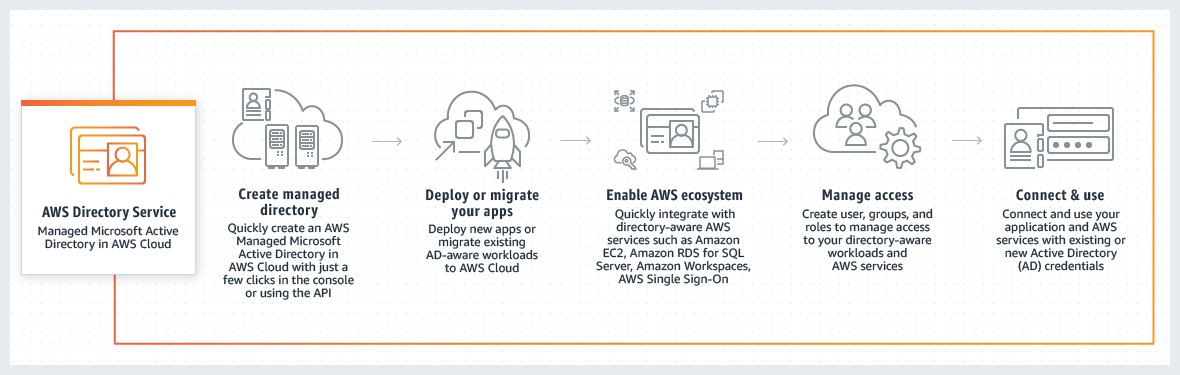 AWS Directory Service
Managed Microsoft Active
Directory in AWS Cloud
Create managed
directory
Quickly create an AWS
Managed Microsoft
Active Directory in
AWS Cloud with just a
few clicks in the console
or using the API
Deploy or migrate
your apps
Deploy new apps or
migrate existing
AD-aware workloads
to AWS Cloud
Enable AWS ecosystem
Quickly integrate with
directory-aware AWS
services such as Amazon
EC2, Amazon RDS for SQL
Server, Amazon Workspaces,
AWS Single Sign-On
Manage access
Create user, groups, and
roles to manage access
to your directory-aware
workloads and
AWS services
Connect & use
Connect and use your
application and AWS
services with existing or
new Active Directory
(AD) credentials